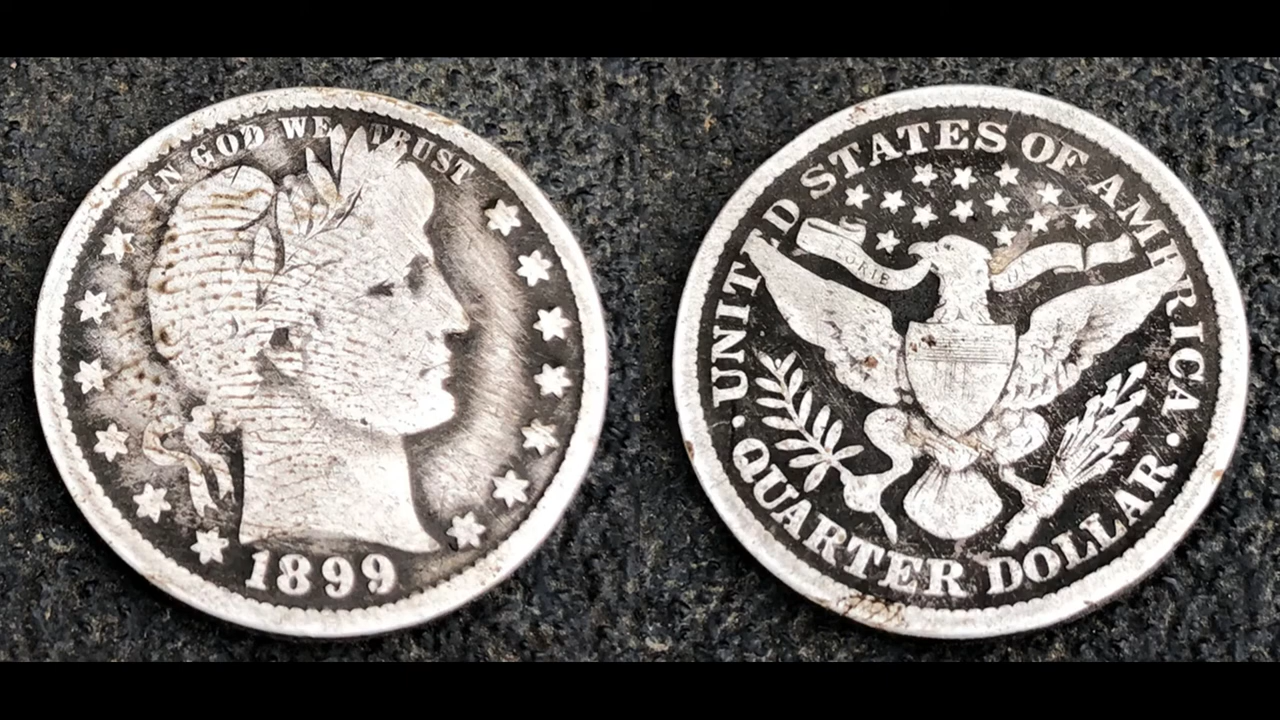 IN GOD WE TRUST
1899
UNITED STATES OF AMERICA
· QUARTER DOLLAR ·